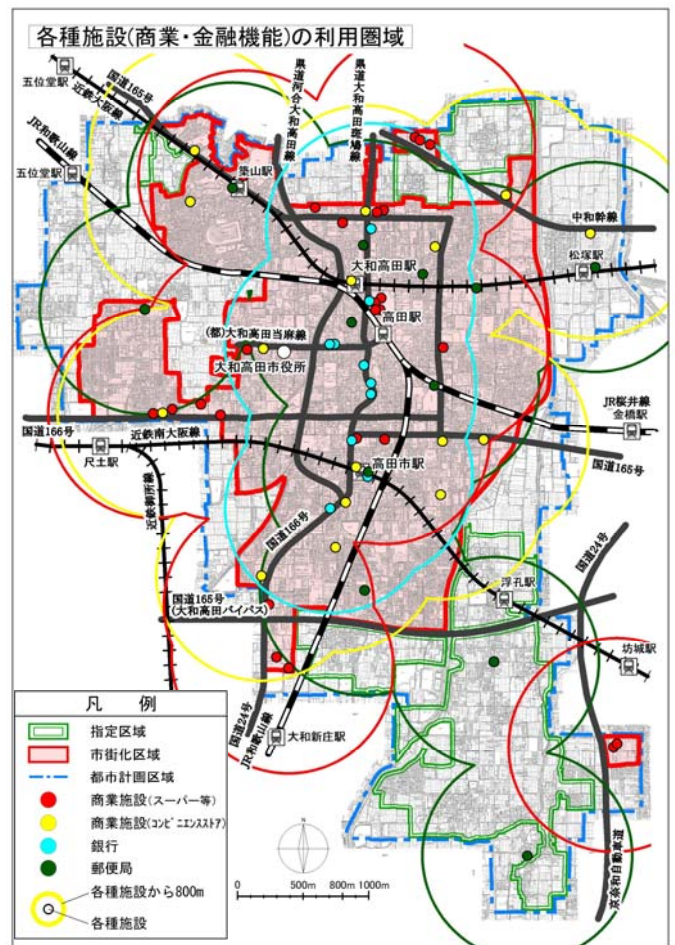 各種施設(商業・金融機能)の利用圏域
五位堂駅
国道165号
近鉄大阪線
JR和歌山線
五位堂駅
築山駅
県道河合大和高田線
県道大和高田斑鳩線
中和幹線
松塚駅
大和高田駅
高田駅
(都)大和高田当麻線
大和高田市役所
JR桜井線
金橋駅
国道166号
近鉄南大阪線
尺土駅
高田市駅
国道165号
近鉄御所線
国道166号
国道24号
浮孔駅
国道165号
(大和高田バイパス)
坊城駅
国道24号
JR和歌山線
大和新庄駅
京奈和自動車道
凡 例
指定区域
市街化区域
都市計画区域
商業施設(スーパー等)
商業施設(コンビニエンスストア)
銀行
郵便局
各種施設から800m
各種施設
N
0 500m 800m 1000m